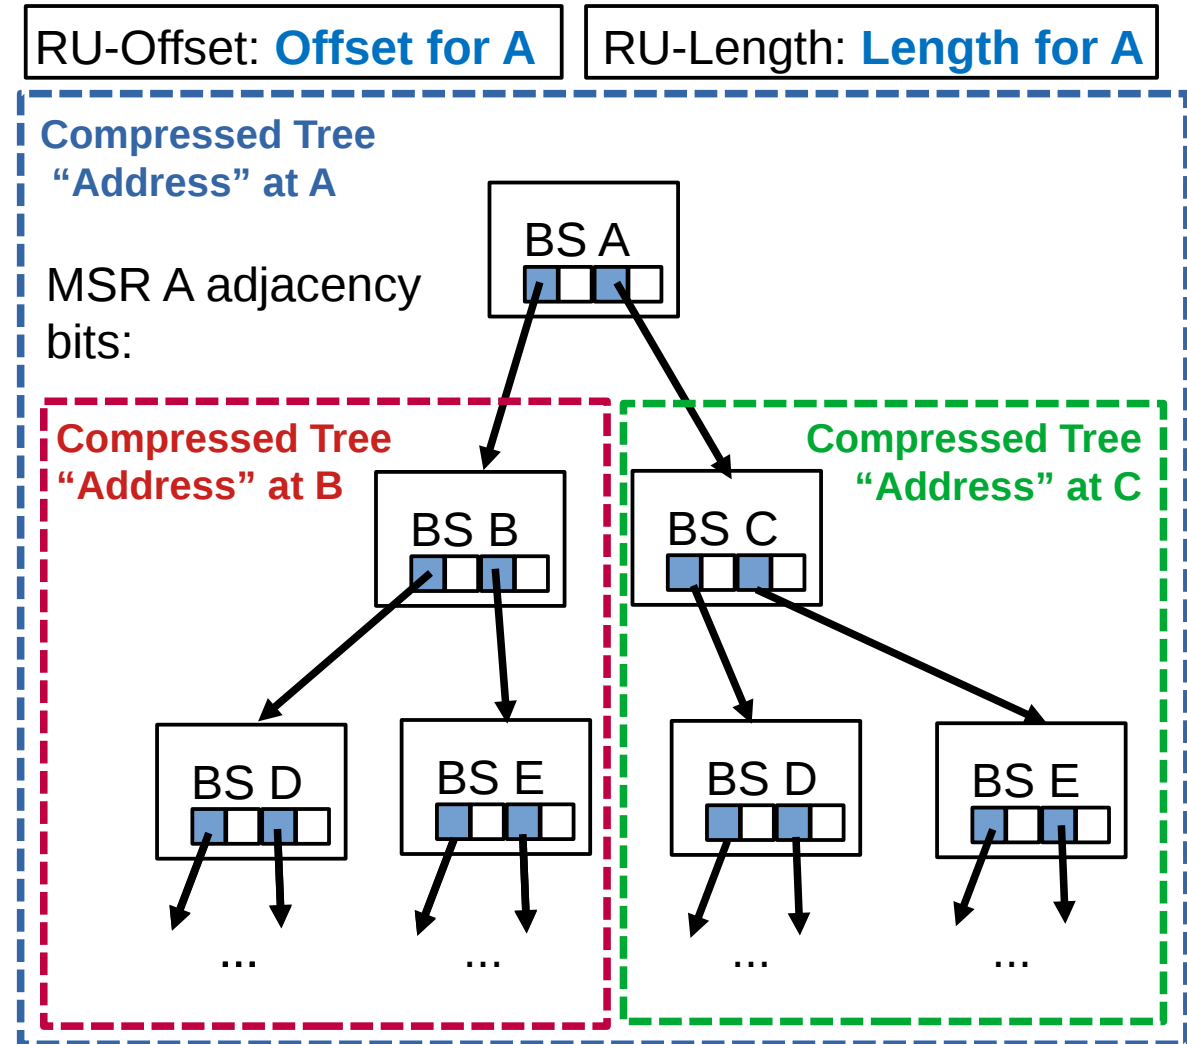 RU-Offset: Offset for A
RU-Length: Length for A
Compressed Tree
“Address” at A
BS A
MSR A adjacency
bits:
Compressed Tree
“Address” at B
Compressed Tree
“Address” at C
BS B
BS C
BS D
BS E
BS D
BS E
...
...
...
...